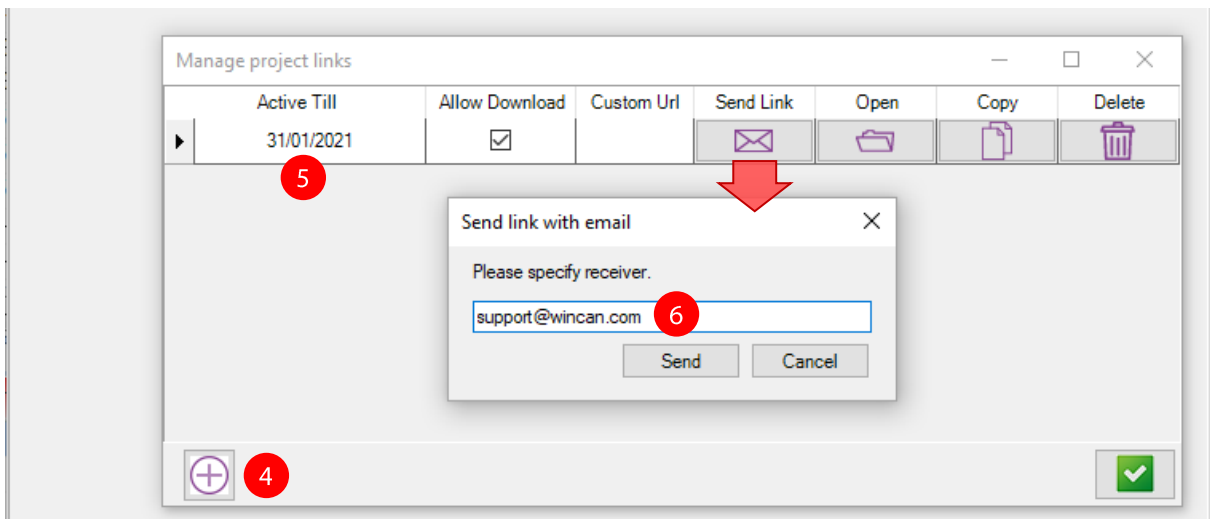 Manage project links
Active Till Allow Download Custom Url Send Link Open Copy Delete
31/01/2021
5
Send link with email
Please specify receiver.
support@wincan.com 6
Send Cancel
4